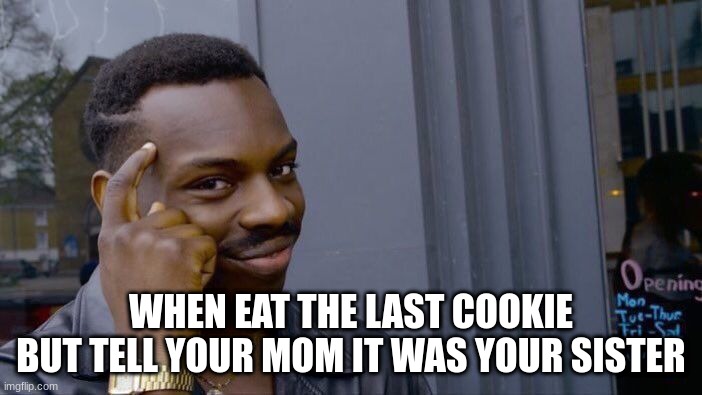 WHEN EAT THE LAST COOKIE
BUT TELL YOUR MOM IT WAS YOUR SISTER
Opening
Mon
Tue-Thur
Fri-Sat
imgflip.com